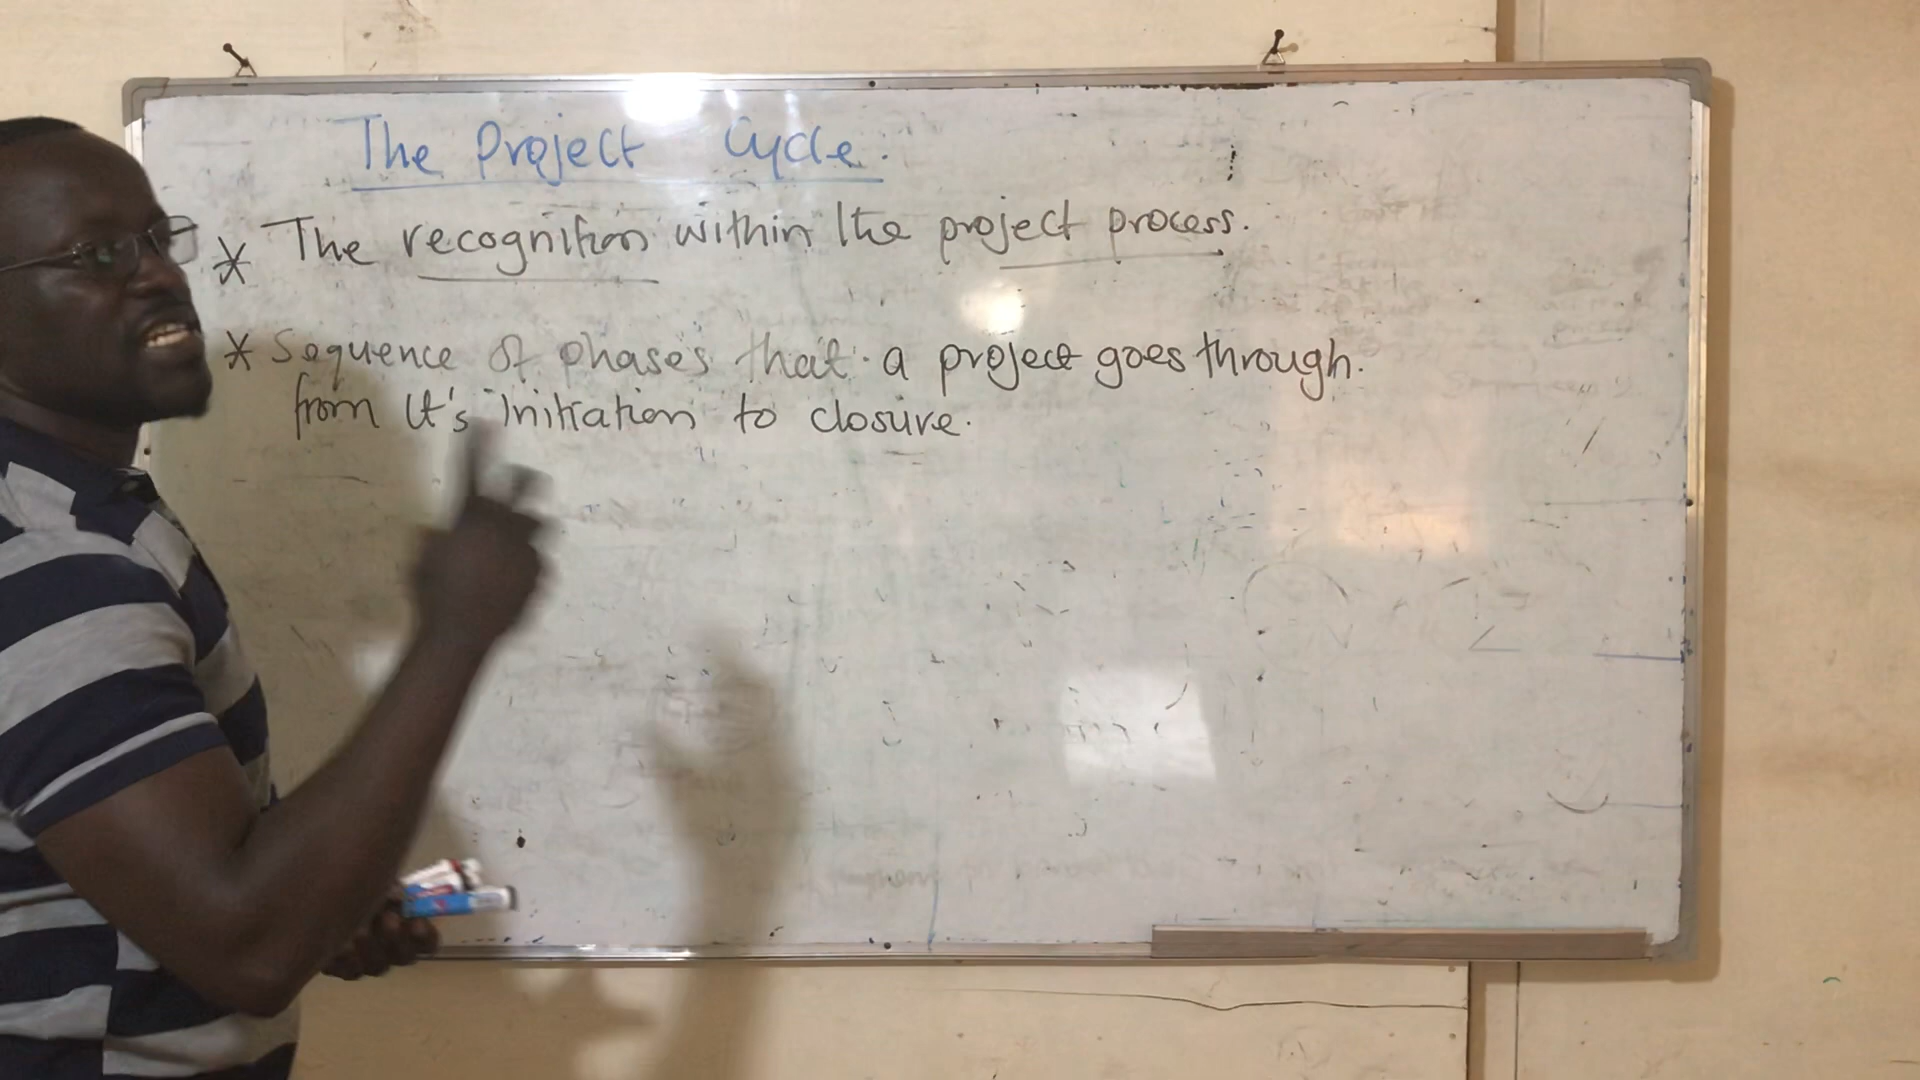 The Project Cycle.
* The recognition within the project process.
* Sequence of phases that a project goes through.
from It's Initiation to closure.